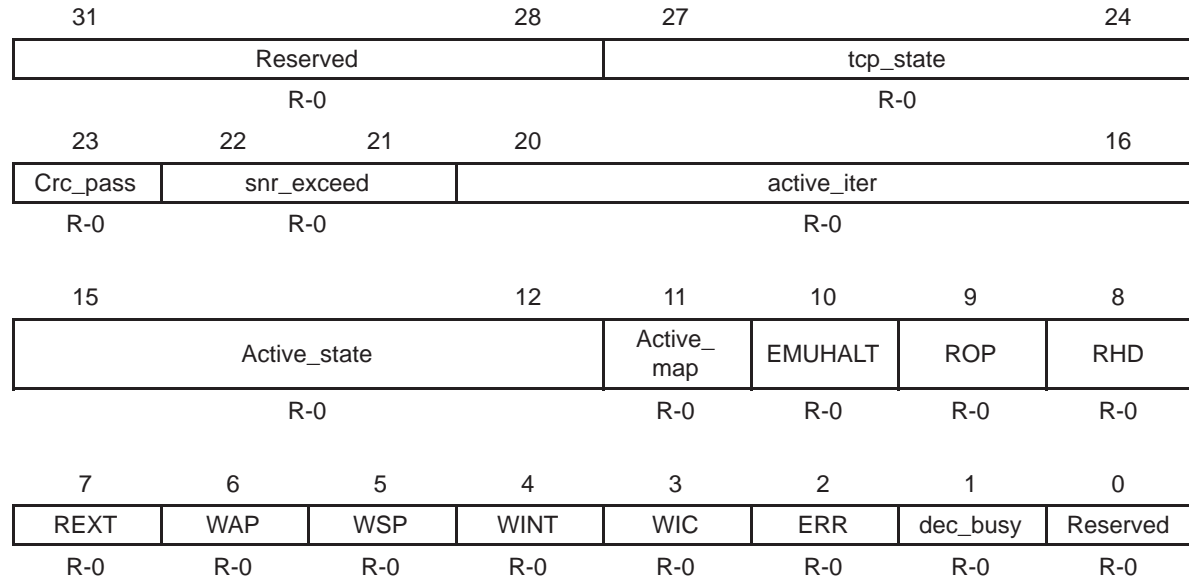 31 28 27 24
Reserved tcp_state
R-0 R-0
23 22 21 20 16
Crc_pass snr_exceed active_iter
R-0 R-0 R-0
15 12 11 10 9 8
Active_state Active_ map EMUHALT ROP RHD
R-0 R-0 R-0 R-0 R-0
7 6 5 4 3 2 1 0
REXT WAP WSP WINT WIC ERR dec_busy Reserved
R-0 R-0 R-0 R-0 R-0 R-0 R-0 R-0